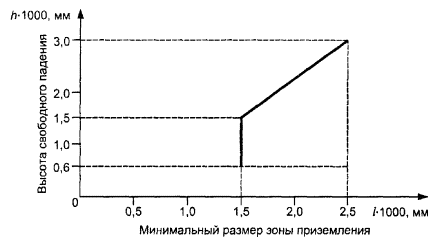 h·1000, мм
Высота свободного падения
3,0
2,0
1,5
1,0
0,6
0
0,5
1,0
1,5
2,0
2,5
l·1000, мм
Минимальный размер зоны приземления